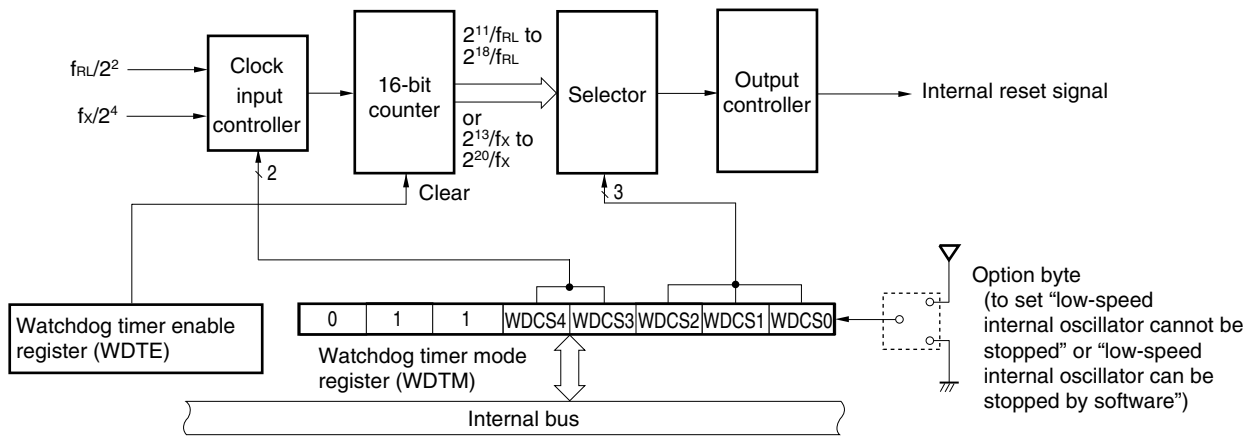 fRL/2²
fX/2⁴
Clock
input
controller
2
16-bit
counter
Clear
2¹¹/fRL to
2¹⁸/fRL
or
2¹³/fX to
2²⁰/fX
Selector
3
Output
controller
Internal reset signal
Watchdog timer enable
register (WDTE)
0 1 1 WDCS4 WDCS3 WDCS2 WDCS1 WDCS0
Watchdog timer mode
register (WDTM)
Internal bus
Option byte
(to set “low-speed
internal oscillator cannot be
stopped” or “low-speed
internal oscillator can be
stopped by software”)